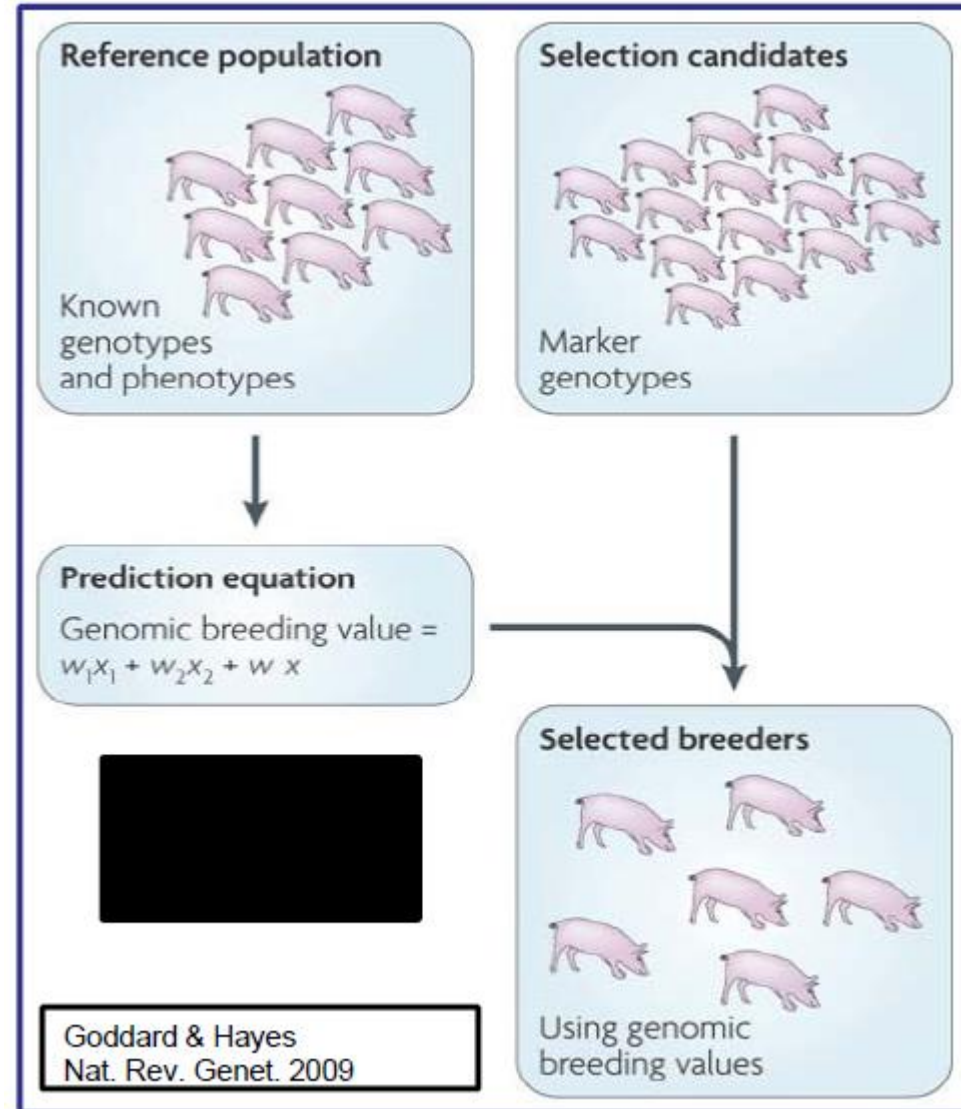 Reference population
Known
genotypes
and phenotypes
Selection candidates
Marker
genotypes
Prediction equation
Genomic breeding value =
w₁x₁ + w₂x₂ + w x
Selected breeders
Using genomic
breeding values
Goddard & Hayes
Nat. Rev. Genet. 2009